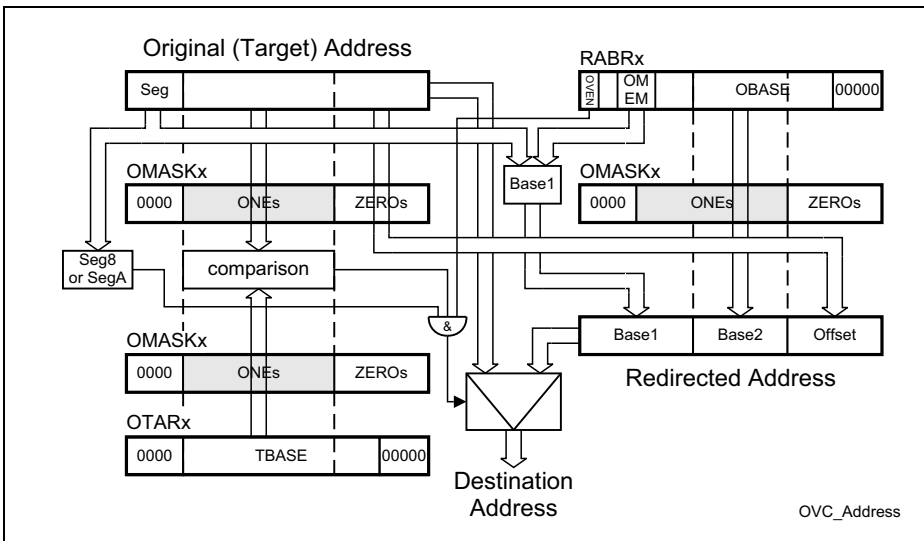 Original (Target) Address
RABRx
Seg
OVEN
OM
EM
OBASE
00000
OMASKx
Base1
OMASKx
0000
ONEs
ZEROs
0000
ONEs
ZEROs
Seg8
or SegA
comparison
&
Base1
Base2
Offset
OMASKx
0000
ONEs
ZEROs
Redirected Address
OTARx
0000
TBASE
00000
Destination
Address
OVC_Address